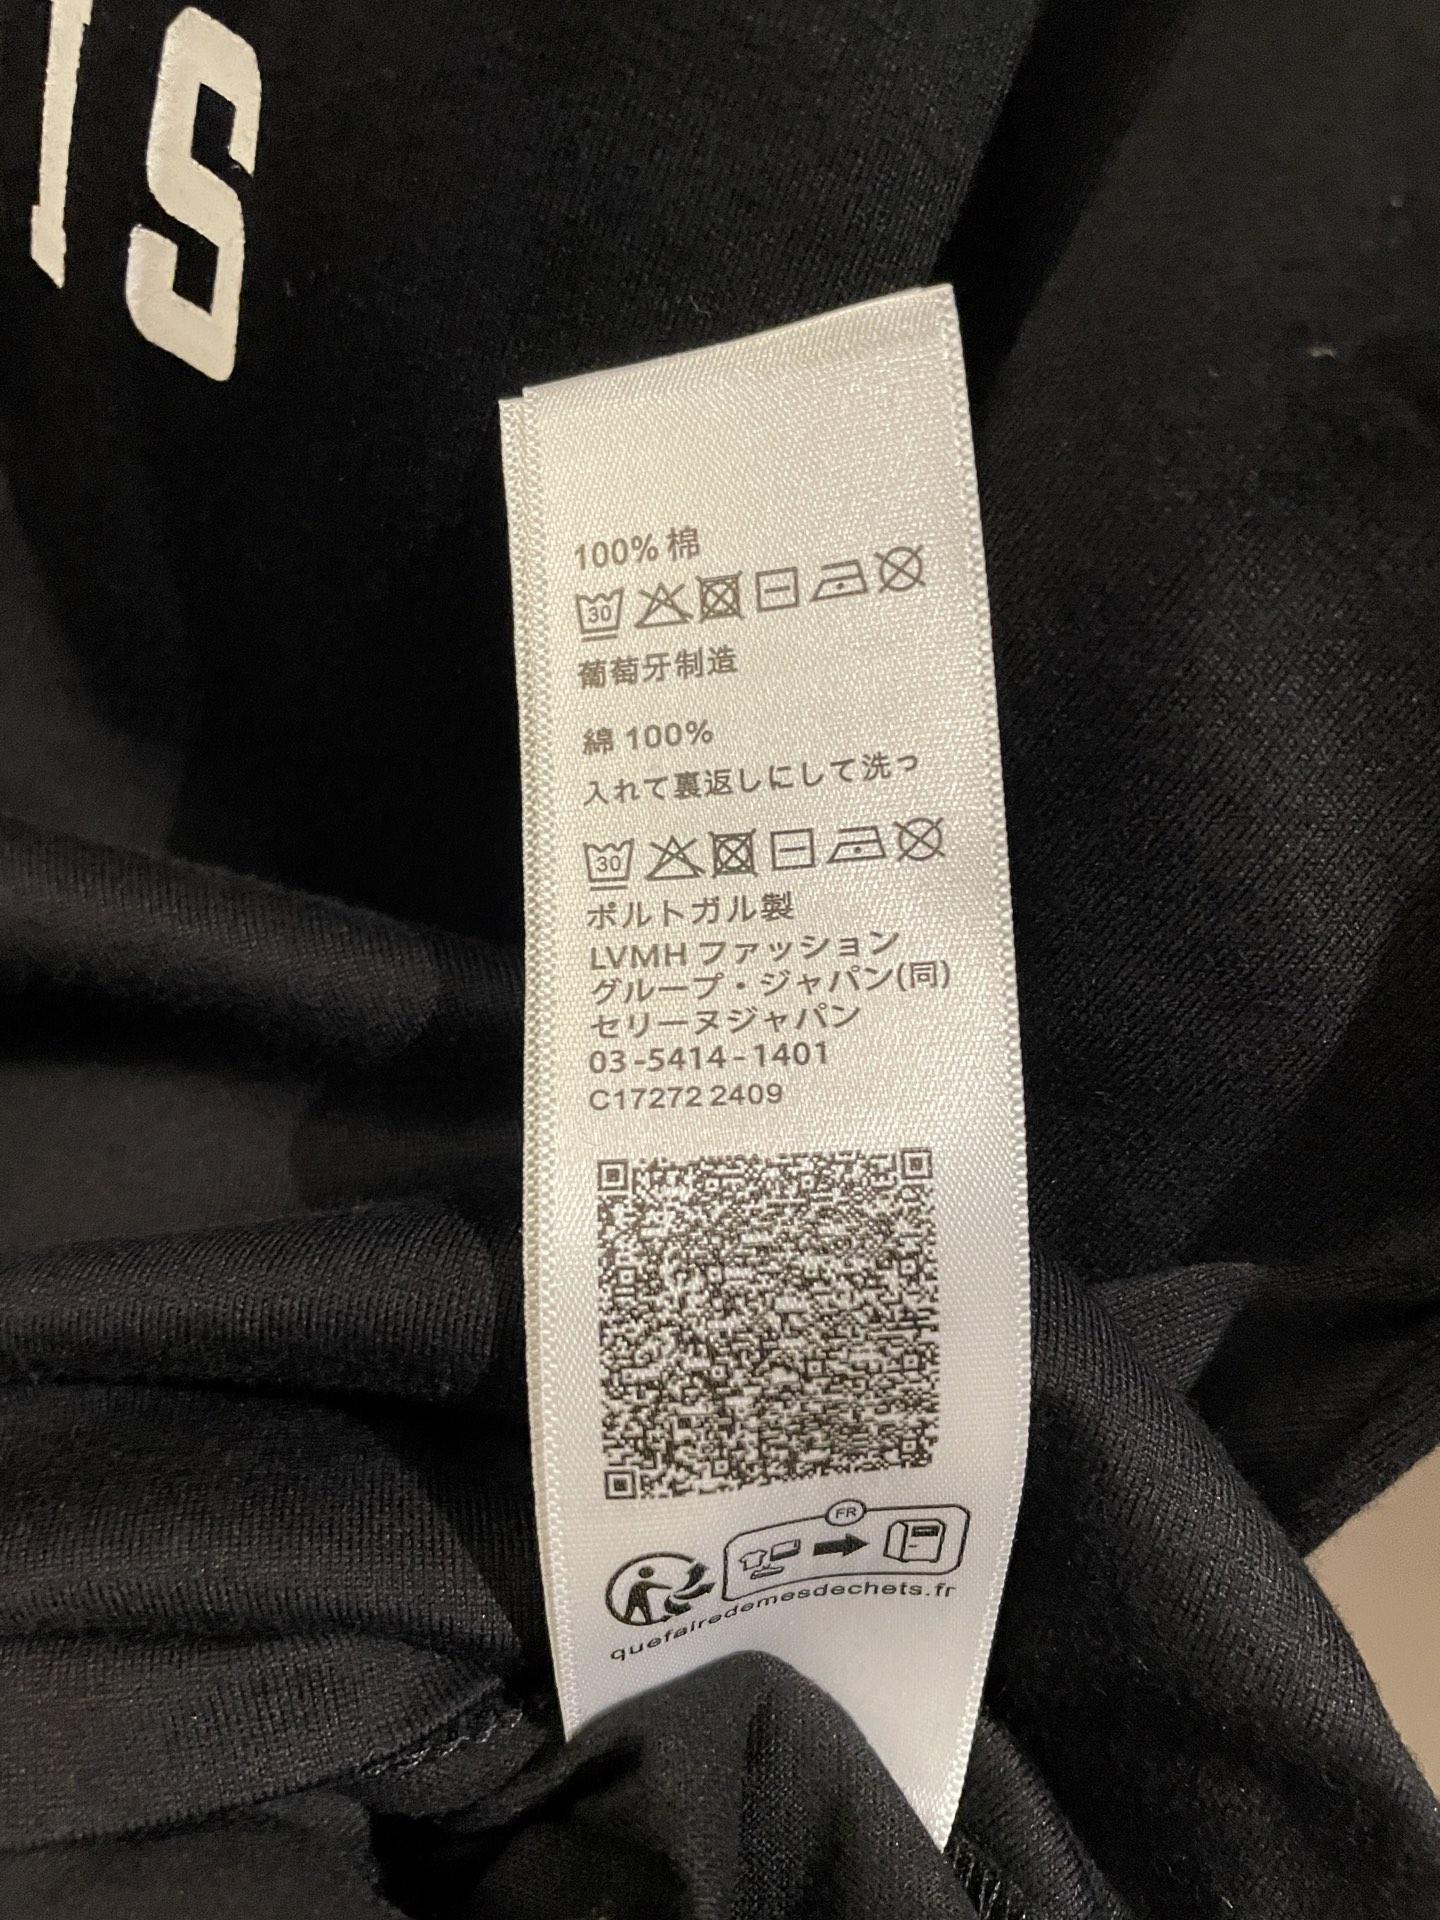 IS
100% 棉
30
葡萄牙制造
綿 100%
入れて裏返しにして洗っ
30
ポルトガル製
LVMH ファッション
グループ・ジャパン(同)
セリーヌジャパン
03-5414-1401
C17272 2409
FR
quefairedemesdechets.fr